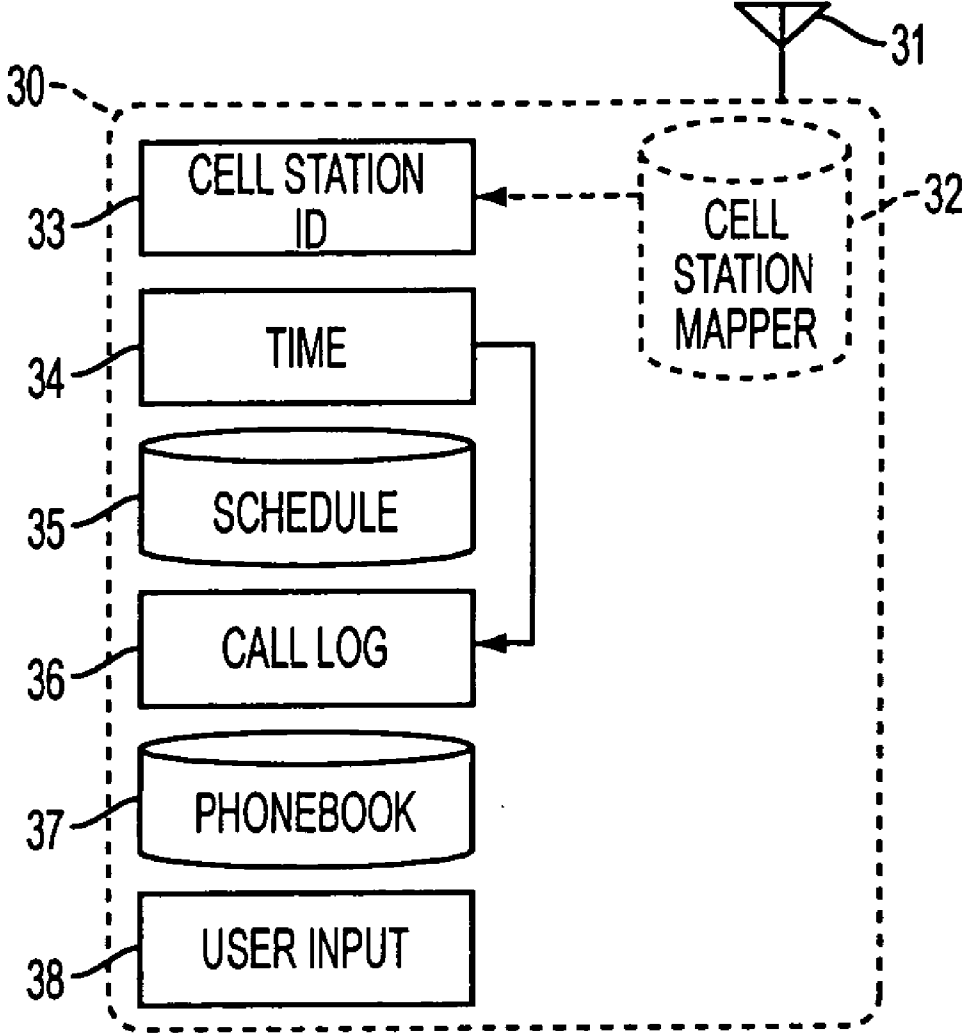 31
30
CELL STATION
ID
33
32
CELL
STATION
MAPPER
TIME
34
SCHEDULE
35
CALL LOG
36
PHONEBOOK
37
USER INPUT
38